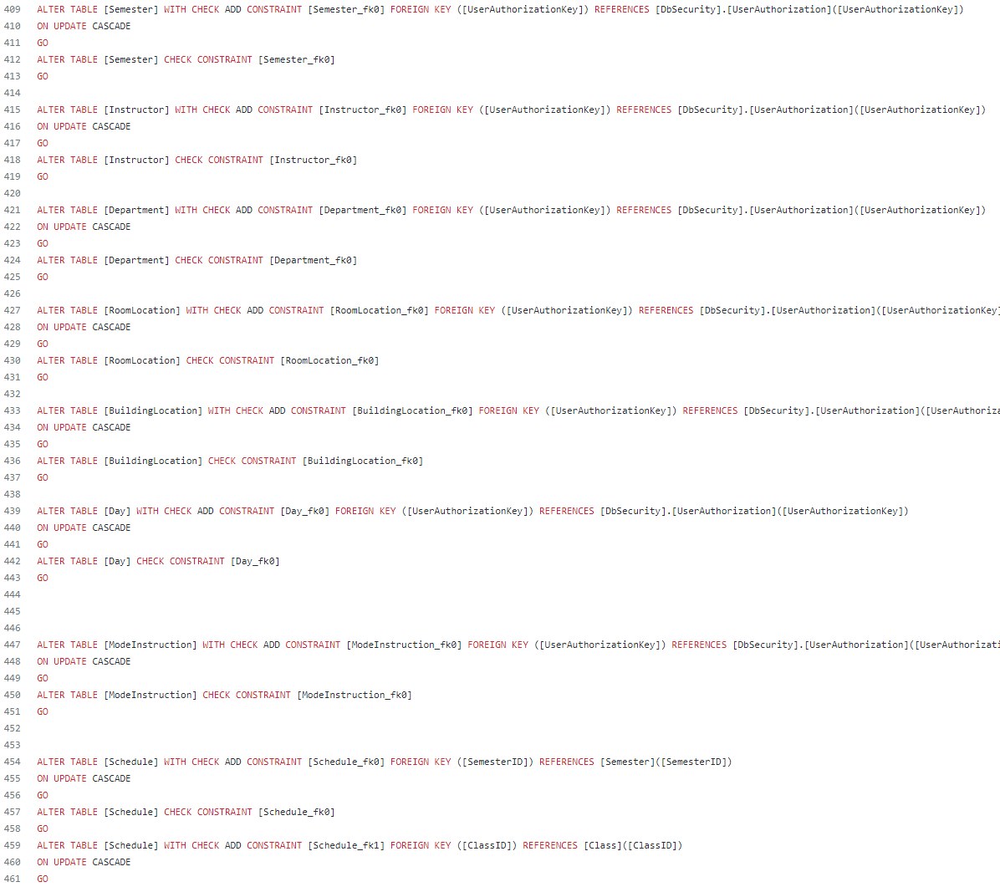 409 ALTER TABLE [Semester] WITH CHECK ADD CONSTRAINT [Semester_fk0] FOREIGN KEY ([UserAuthorizationKey]) REFERENCES [DbSecurity].[UserAuthorization]([UserAuthorizationKey])
410 ON UPDATE CASCADE
411 GO
412 ALTER TABLE [Semester] CHECK CONSTRAINT [Semester_fk0]
413 GO
414
415 ALTER TABLE [Instructor] WITH CHECK ADD CONSTRAINT [Instructor_fk0] FOREIGN KEY ([UserAuthorizationKey]) REFERENCES [DbSecurity].[UserAuthorization]([UserAuthorizationKey])
416 ON UPDATE CASCADE
417 GO
418 ALTER TABLE [Instructor] CHECK CONSTRAINT [Instructor_fk0]
419 GO
420
421 ALTER TABLE [Department] WITH CHECK ADD CONSTRAINT [Department_fk0] FOREIGN KEY ([UserAuthorizationKey]) REFERENCES [DbSecurity].[UserAuthorization]([UserAuthorizationKey])
422 ON UPDATE CASCADE
423 GO
424 ALTER TABLE [Department] CHECK CONSTRAINT [Department_fk0]
425 GO
426
427 ALTER TABLE [RoomLocation] WITH CHECK ADD CONSTRAINT [RoomLocation_fk0] FOREIGN KEY ([UserAuthorizationKey]) REFERENCES [DbSecurity].[UserAuthorization]([UserAuthorizationKey]
428 ON UPDATE CASCADE
429 GO
430 ALTER TABLE [RoomLocation] CHECK CONSTRAINT [RoomLocation_fk0]
431 GO
432
433 ALTER TABLE [BuildingLocation] WITH CHECK ADD CONSTRAINT [BuildingLocation_fk0] FOREIGN KEY ([UserAuthorizationKey]) REFERENCES [DbSecurity].[UserAuthorization]([UserAuthoriza
434 ON UPDATE CASCADE
435 GO
436 ALTER TABLE [BuildingLocation] CHECK CONSTRAINT [BuildingLocation_fk0]
437 GO
438
439 ALTER TABLE [Day] WITH CHECK ADD CONSTRAINT [Day_fk0] FOREIGN KEY ([UserAuthorizationKey]) REFERENCES [DbSecurity].[UserAuthorization]([UserAuthorizationKey])
440 ON UPDATE CASCADE
441 GO
442 ALTER TABLE [Day] CHECK CONSTRAINT [Day_fk0]
443 GO
444
445
446
447 ALTER TABLE [ModeInstruction] WITH CHECK ADD CONSTRAINT [ModeInstruction_fk0] FOREIGN KEY ([UserAuthorizationKey]) REFERENCES [DbSecurity].[UserAuthorization]([UserAuthorizati
448 ON UPDATE CASCADE
449 GO
450 ALTER TABLE [ModeInstruction] CHECK CONSTRAINT [ModeInstruction_fk0]
451 GO
452
453
454 ALTER TABLE [Schedule] WITH CHECK ADD CONSTRAINT [Schedule_fk0] FOREIGN KEY ([SemesterID]) REFERENCES [Semester]([SemesterID])
455 ON UPDATE CASCADE
456 GO
457 ALTER TABLE [Schedule] CHECK CONSTRAINT [Schedule_fk0]
458 GO
459 ALTER TABLE [Schedule] WITH CHECK ADD CONSTRAINT [Schedule_fk1] FOREIGN KEY ([ClassID]) REFERENCES [Class]([ClassID])
460 ON UPDATE CASCADE
461 GO